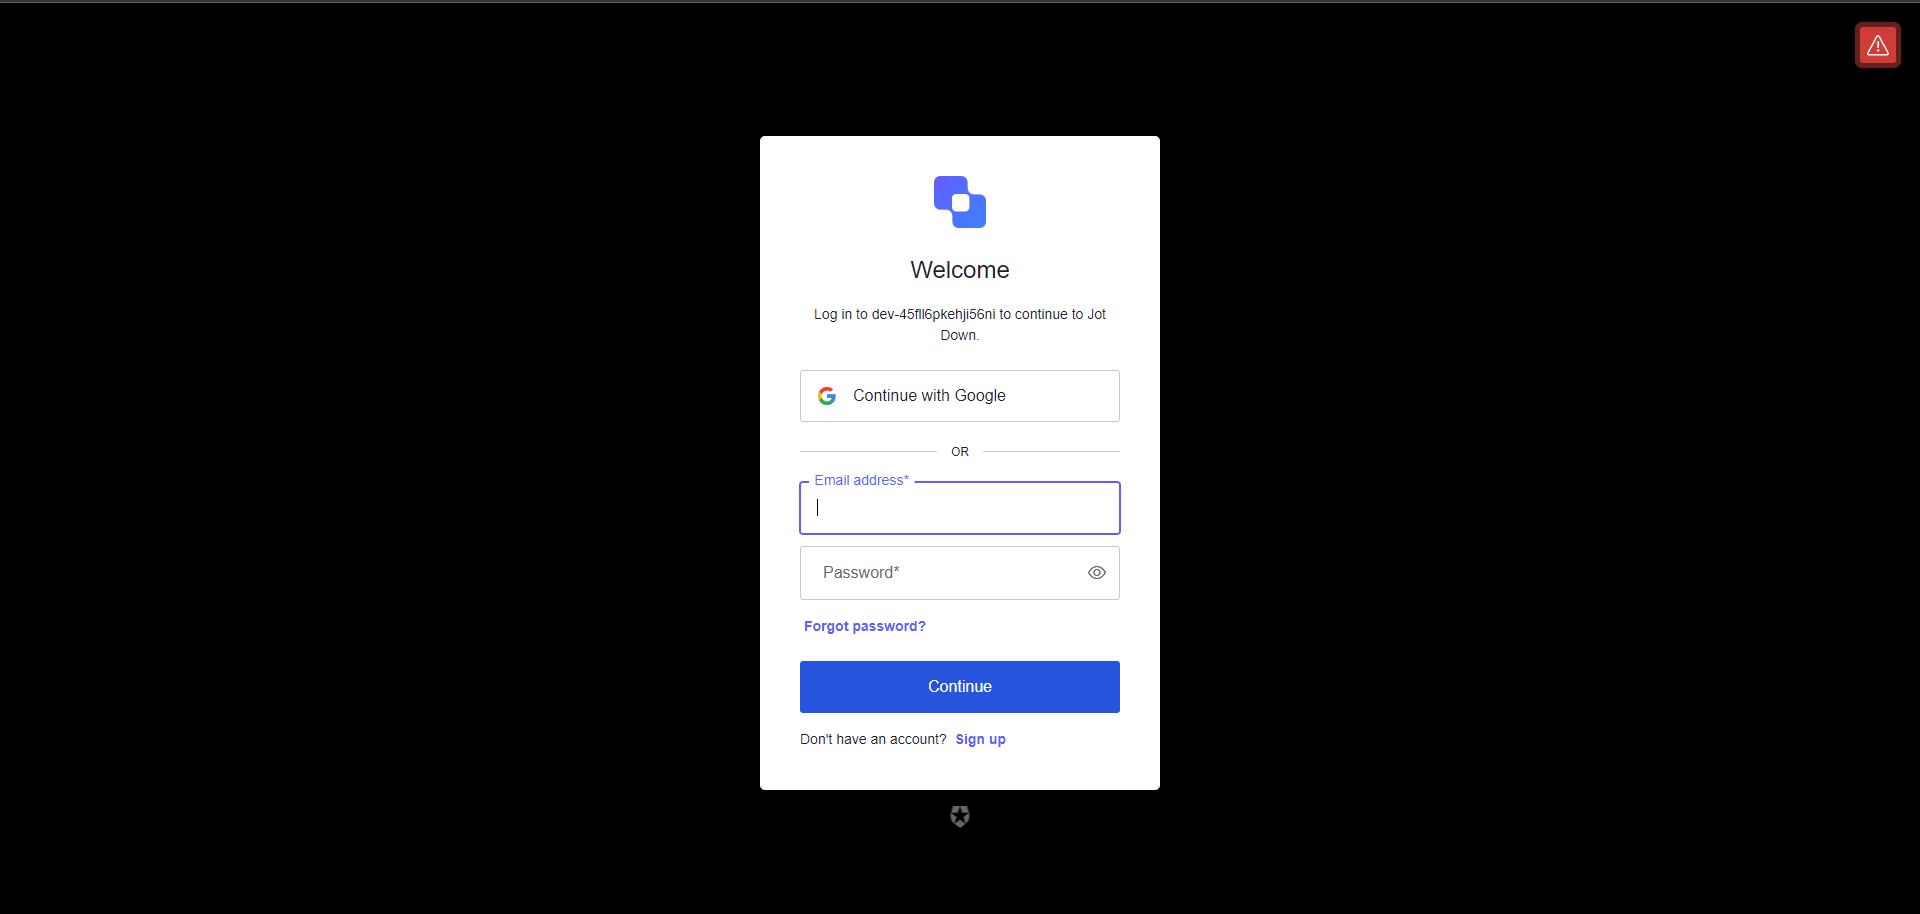 Welcome
Log in to dev-45fll6pkehji56ni to continue to Jot
Down.
Continue with Google
OR
Email address*
Password*
Forgot password?
Continue
Don't have an account? Sign up